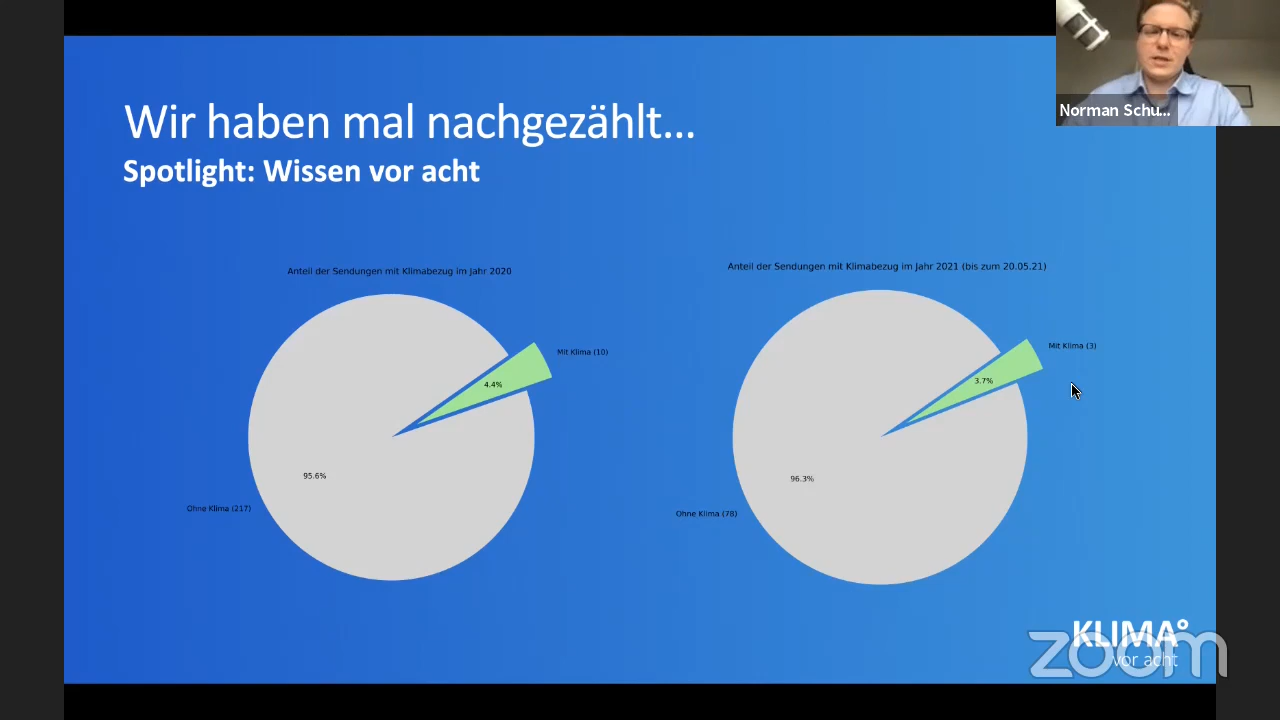 Norman Schu...
Wir haben mal nachgezählt...
Spotlight: Wissen vor acht
Anteil der Sendungen mit Klimabezug im Jahr 2020
Mit Klima (10)
4.4%
95.6%
Ohne Klima (217)
Anteil der Sendungen mit Klimabezug im Jahr 2021 (bis zum 20.05.21)
Mit Klima (3)
3.7%
96.3%
Ohne Klima (78)
KLIMA°
vor acht
zoom